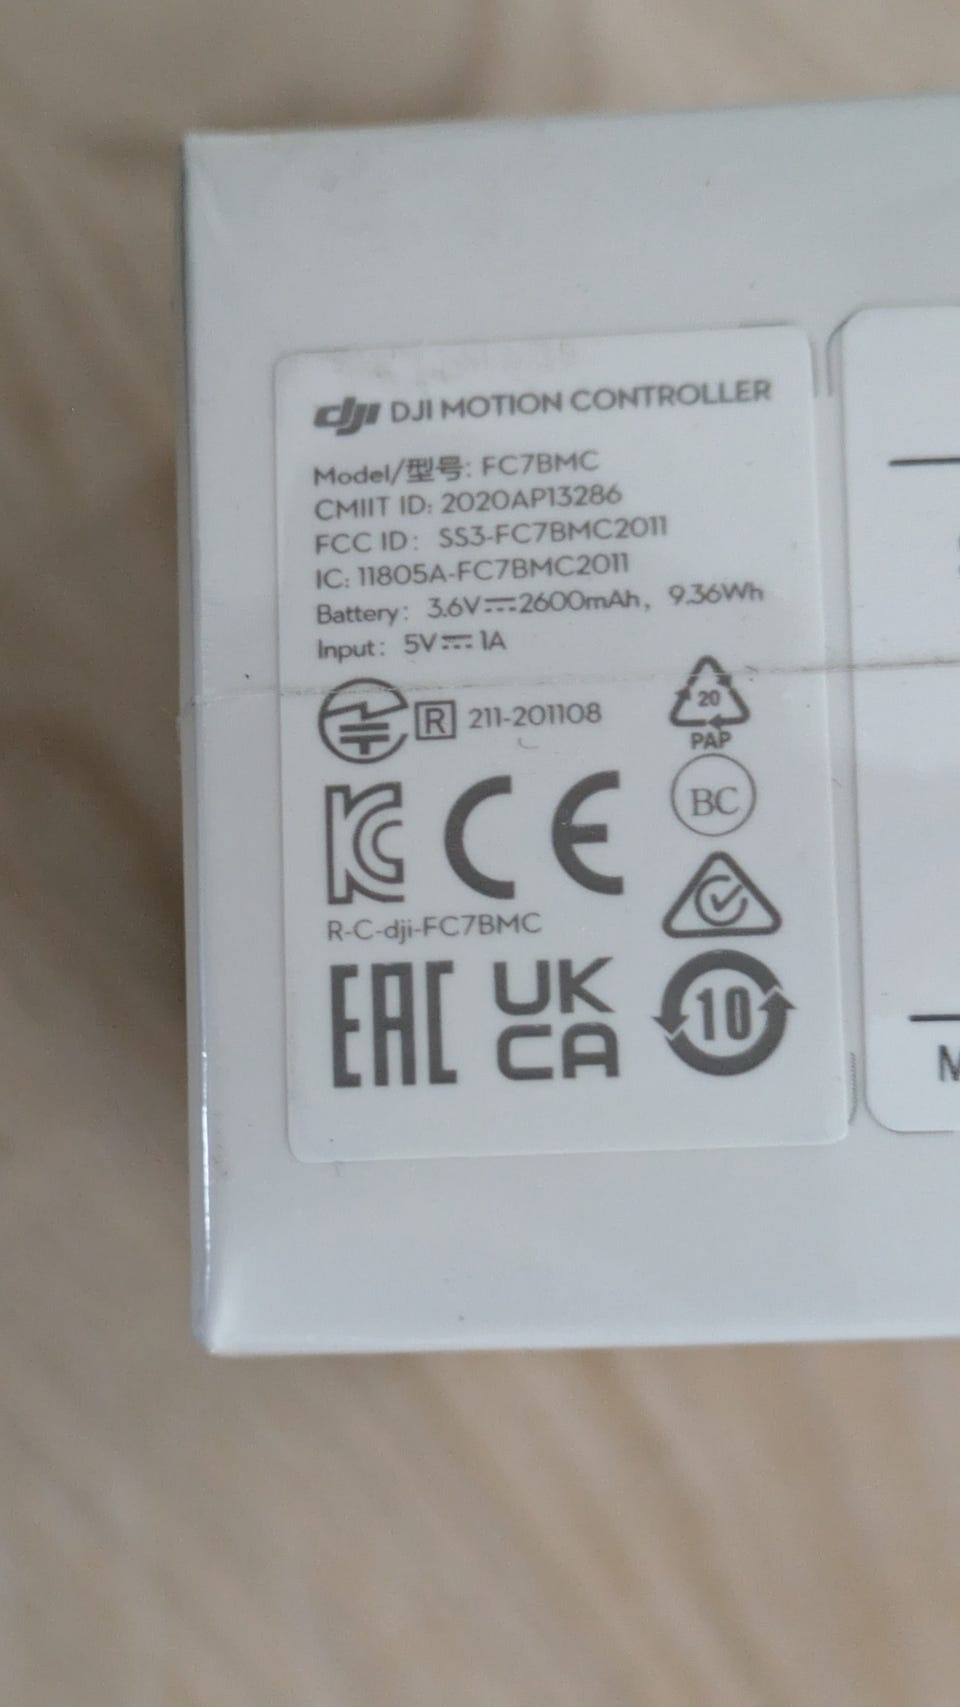 dji DJI MOTION CONTROLLER
Model/型号: FC7BMC
CMIIT ID: 2020AP13286
FCC ID: SS3-FC7BMC2011
IC: 11805A-FC7BMC2011
Battery: 3.6V⎓2600mAh, 9.36Wh
Input: 5V⎓1A
R 211-201108
20
PAP
BC
KC CE
R-C-dji-FC7BMC
EAC UK
CA
10